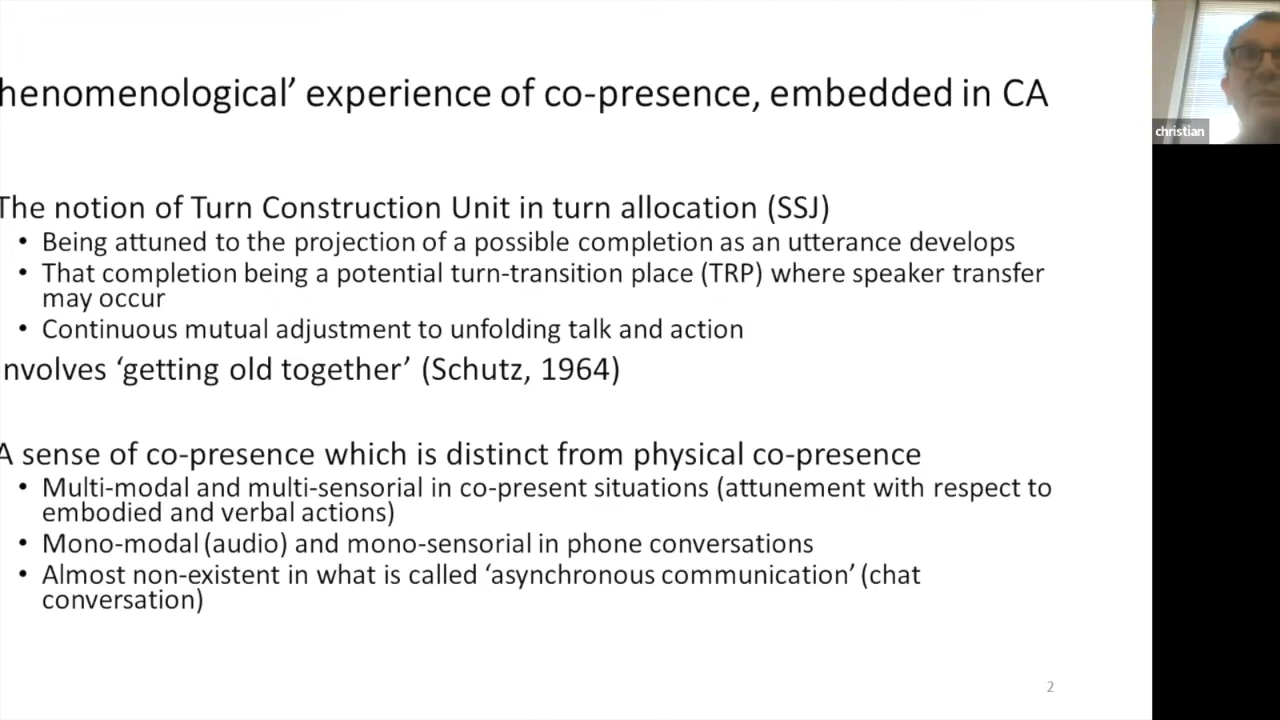 henomenological’ experience of co-presence, embedded in CA
The notion of Turn Construction Unit in turn allocation (SSJ)
• Being attuned to the projection of a possible completion as an utterance develops
• That completion being a potential turn-transition place (TRP) where speaker transfer
may occur
• Continuous mutual adjustment to unfolding talk and action
nvolves ‘getting old together’ (Schutz, 1964)
A sense of co-presence which is distinct from physical co-presence
• Multi-modal and multi-sensorial in co-present situations (attunement with respect to
embodied and verbal actions)
• Mono-modal (audio) and mono-sensorial in phone conversations
• Almost non-existent in what is called ‘asynchronous communication’ (chat
conversation)
2
christian